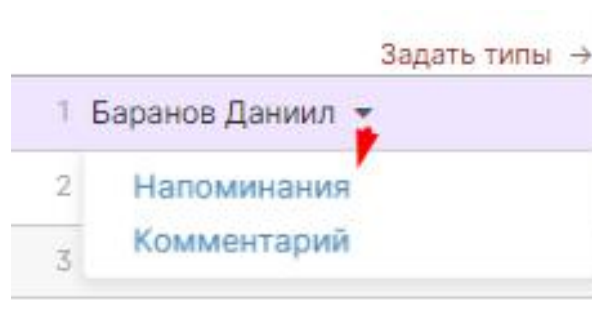 Задать типы →
1 Баранов Даниил
2 Напоминания
Комментарий
3